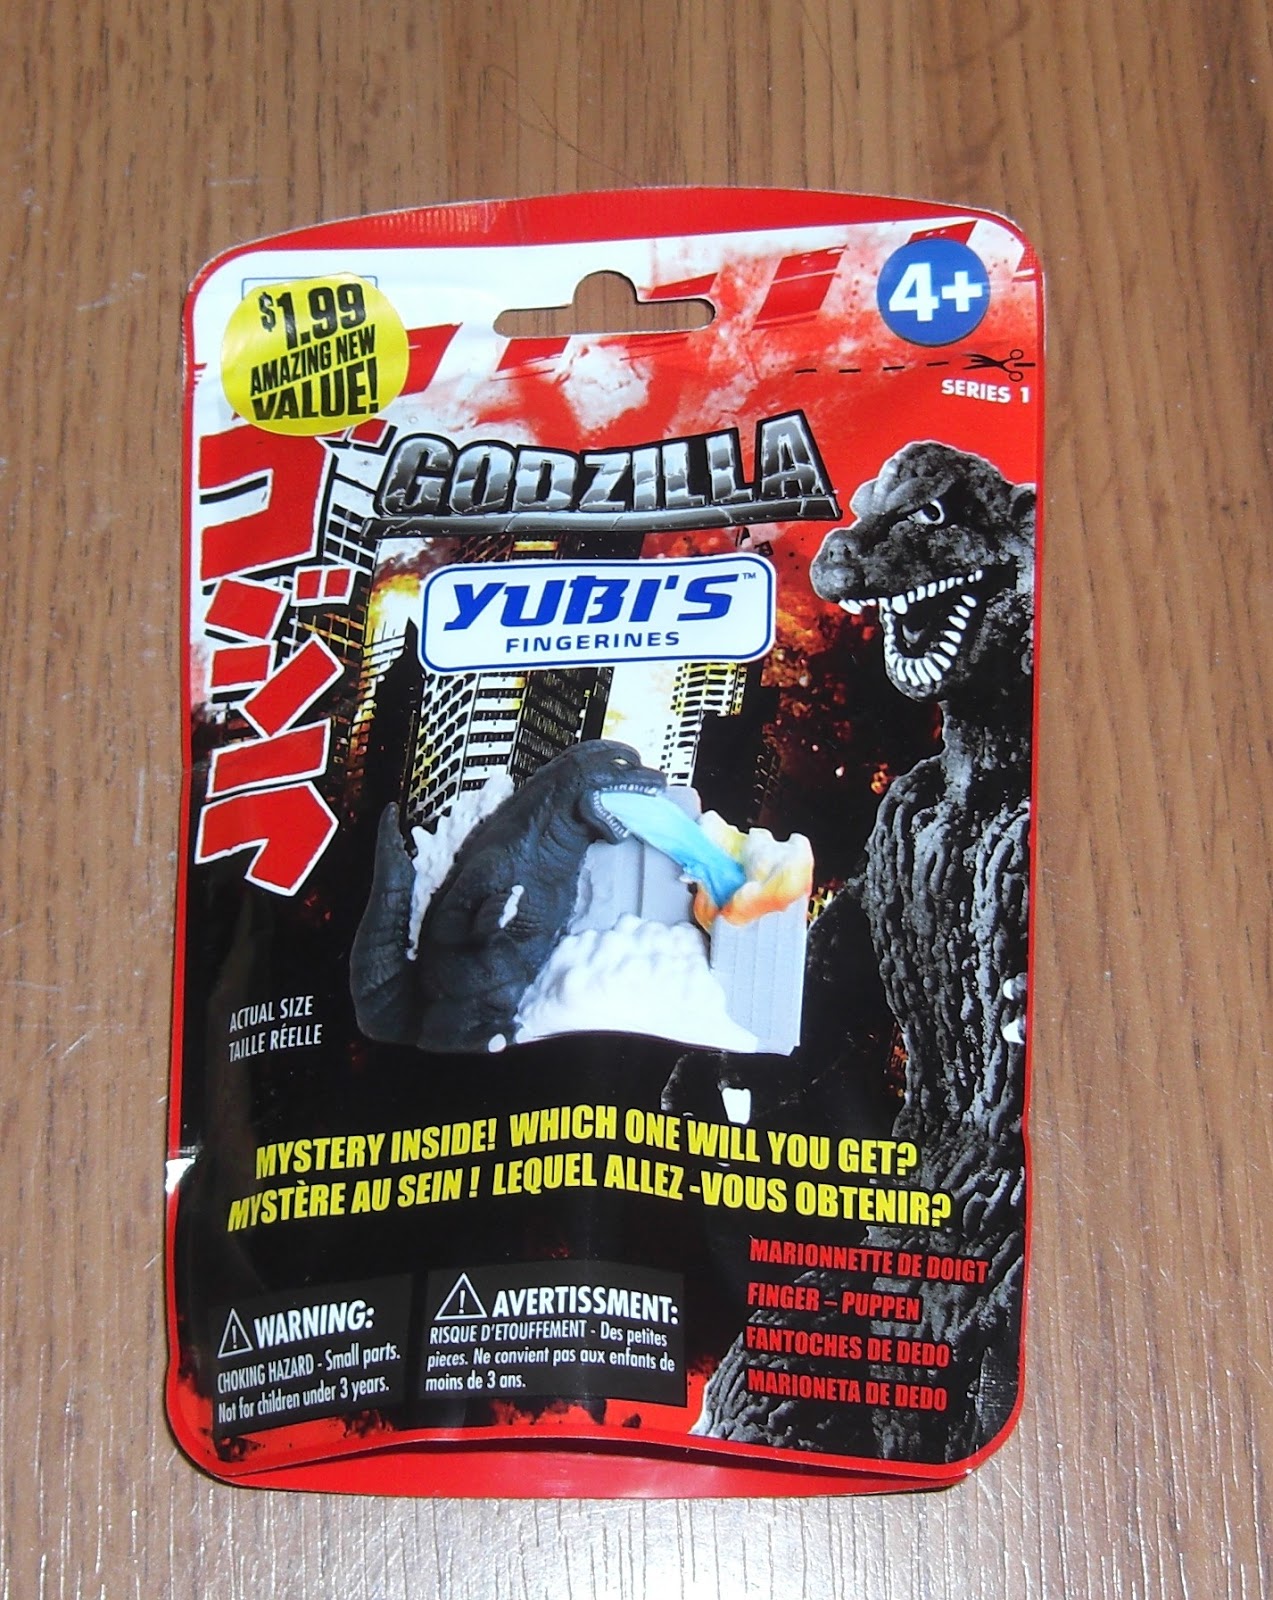 $1.99
AMAZING NEW
VALUE!
4+
SERIES 1
ゴジラ
GODZILLA
YUBI'S™
FINGERINES
ACTUAL SIZE
TAILLE RÉELLE
MYSTERY INSIDE! WHICH ONE WILL YOU GET?
MYSTÈRE AU SEIN ! LEQUEL ALLEZ -VOUS OBTENIR?
MARIONNETTE DE DOIGT
FINGER – PUPPEN
FANTOCHES DE DEDO
MARIONETA DE DEDO
WARNING:
CHOKING HAZARD - Small parts.
Not for children under 3 years.
AVERTISSMENT:
RISQUE D'ETOUFFEMENT - Des petites
pieces. Ne convient pas aux enfants de
moins de 3 ans.